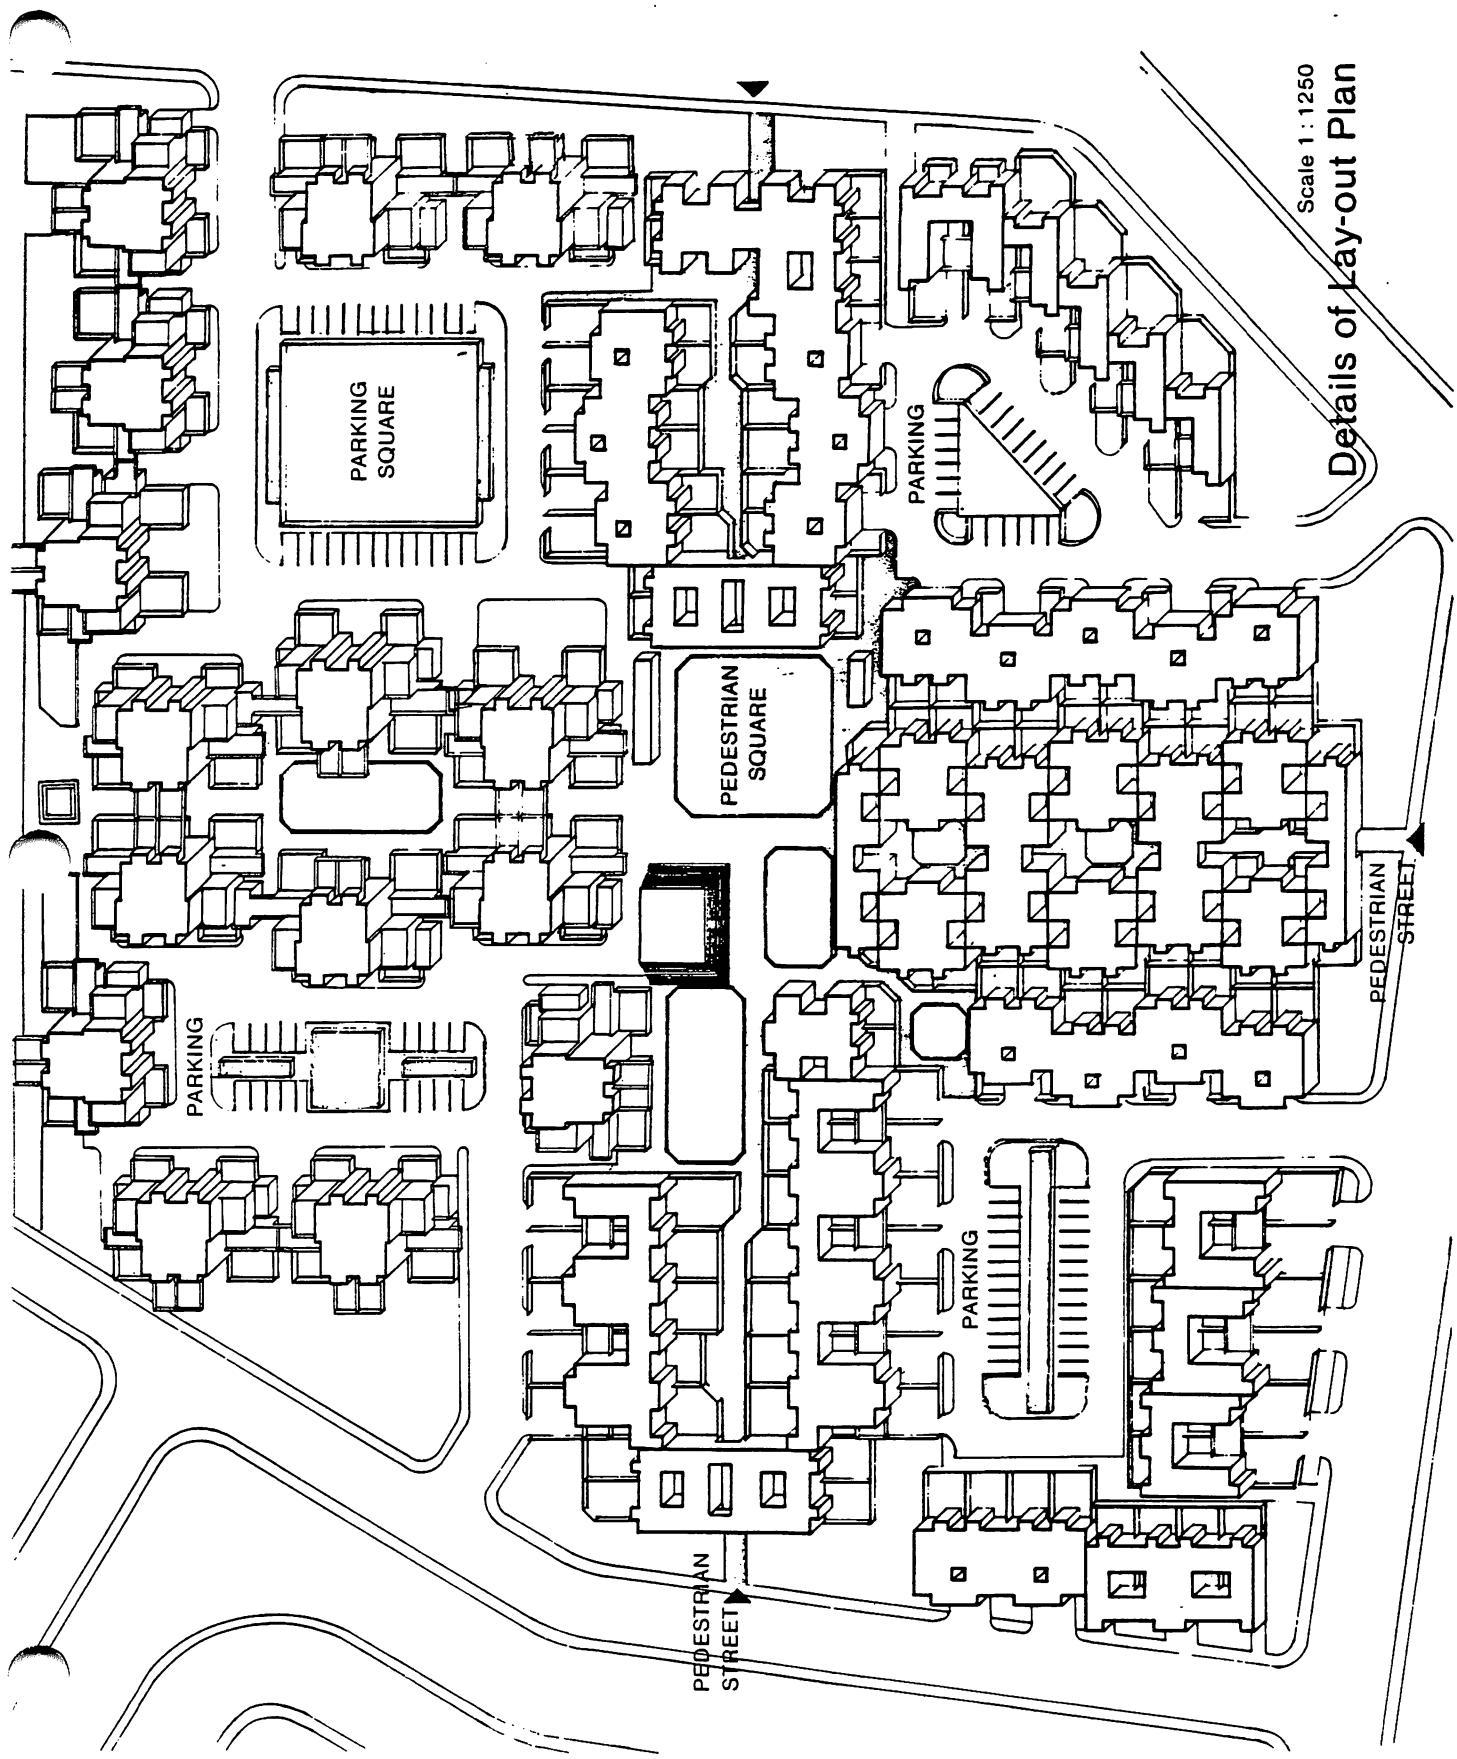 Scale 1:1250
Details of Lay-out Plan
PARKING
SQUARE
PARKING
PEDESTRIAN
SQUARE
PARKING
PARKING
PEDESTRIAN
STREET
PEDESTRIAN
STREET